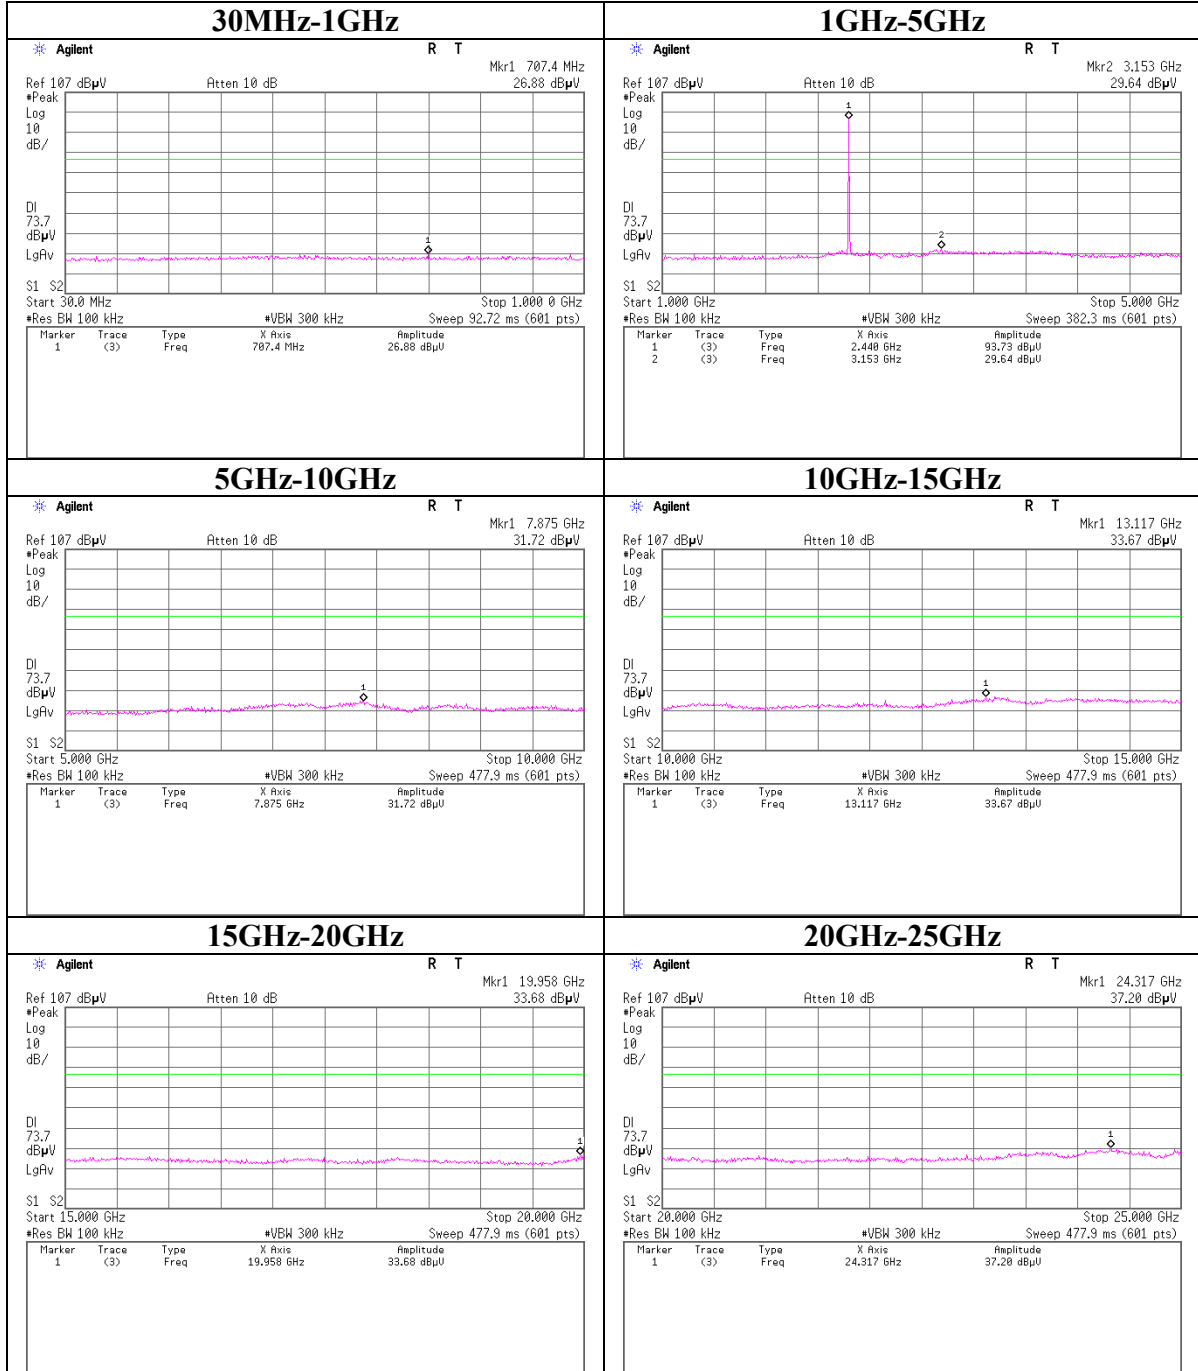 30MHz-1GHz
Agilent R T
Mkr1 707.4 MHz
Ref 107 dBµV Atten 10 dB 26.88 dBµV
#Peak
Log
10
dB/
1
DI
73.7
dBµV
LgAv
S1 S2
Start 30.0 MHz Stop 1.000 0 GHz
#Res BW 100 kHz #VBW 300 kHz Sweep 92.72 ms (601 pts)
Marker Trace Type X Axis Amplitude
1 (3) Freq 707.4 MHz 26.88 dBµV
1GHz-5GHz
Agilent R T
Mkr2 3.153 GHz
Ref 107 dBµV Atten 10 dB 29.64 dBµV
#Peak
Log
10
dB/
1
2
DI
73.7
dBµV
LgAv
S1 S2
Start 1.000 GHz Stop 5.000 GHz
#Res BW 100 kHz #VBW 300 kHz Sweep 382.3 ms (601 pts)
Marker Trace Type X Axis Amplitude
1 (3) Freq 2.440 GHz 93.73 dBµV
2 (3) Freq 3.153 GHz 29.64 dBµV
5GHz-10GHz
Agilent R T
Mkr1 7.875 GHz
Ref 107 dBµV Atten 10 dB 31.72 dBµV
#Peak
Log
10
dB/
1
DI
73.7
dBµV
LgAv
S1 S2
Start 5.000 GHz Stop 10.000 GHz
#Res BW 100 kHz #VBW 300 kHz Sweep 477.9 ms (601 pts)
Marker Trace Type X Axis Amplitude
1 (3) Freq 7.875 GHz 31.72 dBµV
10GHz-15GHz
Agilent R T
Mkr1 13.117 GHz
Ref 107 dBµV Atten 10 dB 33.67 dBµV
#Peak
Log
10
dB/
1
DI
73.7
dBµV
LgAv
S1 S2
Start 10.000 GHz Stop 15.000 GHz
#Res BW 100 kHz #VBW 300 kHz Sweep 477.9 ms (601 pts)
Marker Trace Type X Axis Amplitude
1 (3) Freq 13.117 GHz 33.67 dBµV
15GHz-20GHz
Agilent R T
Mkr1 19.958 GHz
Ref 107 dBµV Atten 10 dB 33.68 dBµV
#Peak
Log
10
dB/
1
DI
73.7
dBµV
LgAv
S1 S2
Start 15.000 GHz Stop 20.000 GHz
#Res BW 100 kHz #VBW 300 kHz Sweep 477.9 ms (601 pts)
Marker Trace Type X Axis Amplitude
1 (3) Freq 19.958 GHz 33.68 dBµV
20GHz-25GHz
Agilent R T
Mkr1 24.317 GHz
Ref 107 dBµV Atten 10 dB 37.20 dBµV
#Peak
Log
10
dB/
1
DI
73.7
dBµV
LgAv
S1 S2
Start 20.000 GHz Stop 25.000 GHz
#Res BW 100 kHz #VBW 300 kHz Sweep 477.9 ms (601 pts)
Marker Trace Type X Axis Amplitude
1 (3) Freq 24.317 GHz 37.20 dBµV